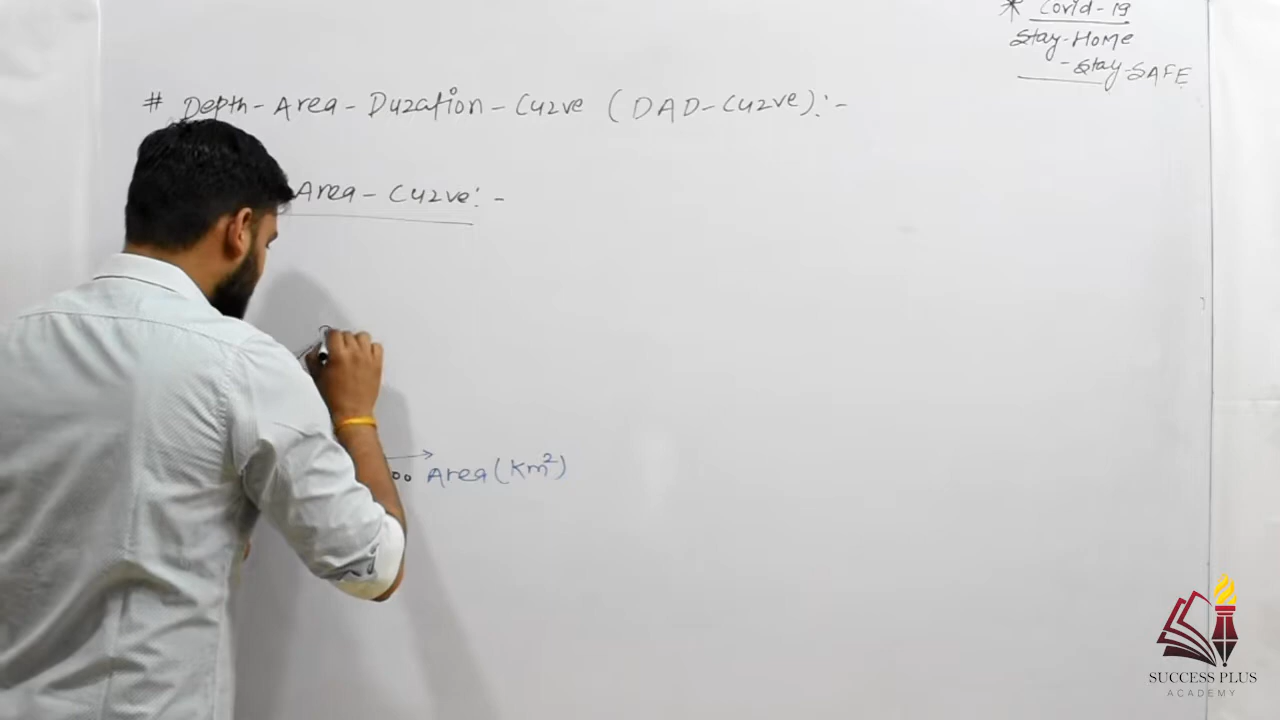 * Covid-19
Stay-Home
-Stay-SAFE
# Depth-Area-Duration-Curve (DAD-Curve):-
Area-Curve:-
Area (Km²)
SUCCESS PLUS
ACADEMY